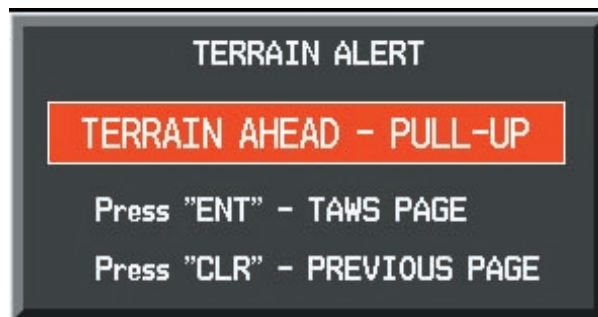 TERRAIN ALERT
TERRAIN AHEAD - PULL-UP
Press ”ENT” - TAWS PAGE
Press ”CLR” - PREVIOUS PAGE